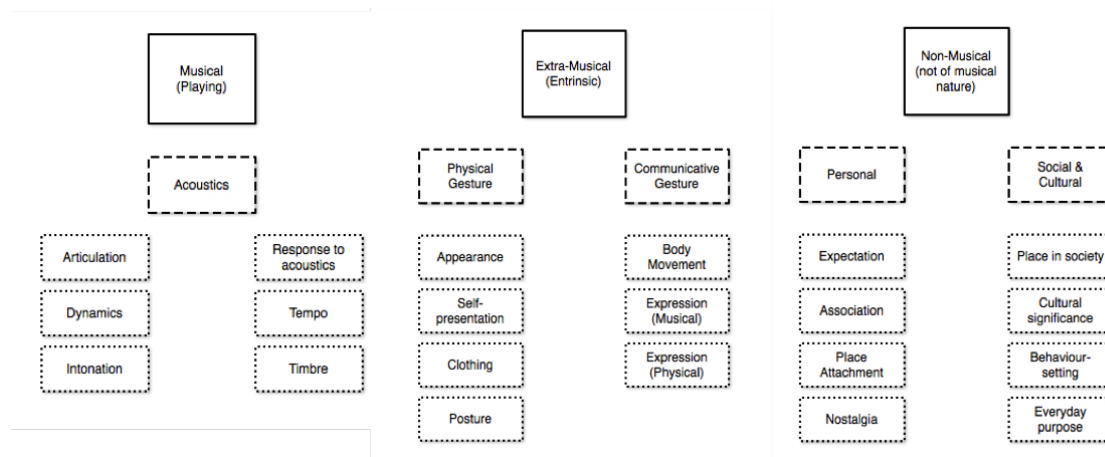 Musical
(Playing)
Acoustics
Articulation
Response to
acoustics
Dynamics
Tempo
Intonation
Timbre
Extra-Musical
(Entrinsic)
Physical
Gesture
Communicative
Gesture
Appearance
Body
Movement
Self-
presentation
Expression
(Musical)
Clothing
Expression
(Physical)
Posture
Non-Musical
(not of musical
nature)
Personal
Social &
Cultural
Expectation
Place in society
Association
Cultural
significance
Place
Attachment
Behaviour-
setting
Nostalgia
Everyday
purpose